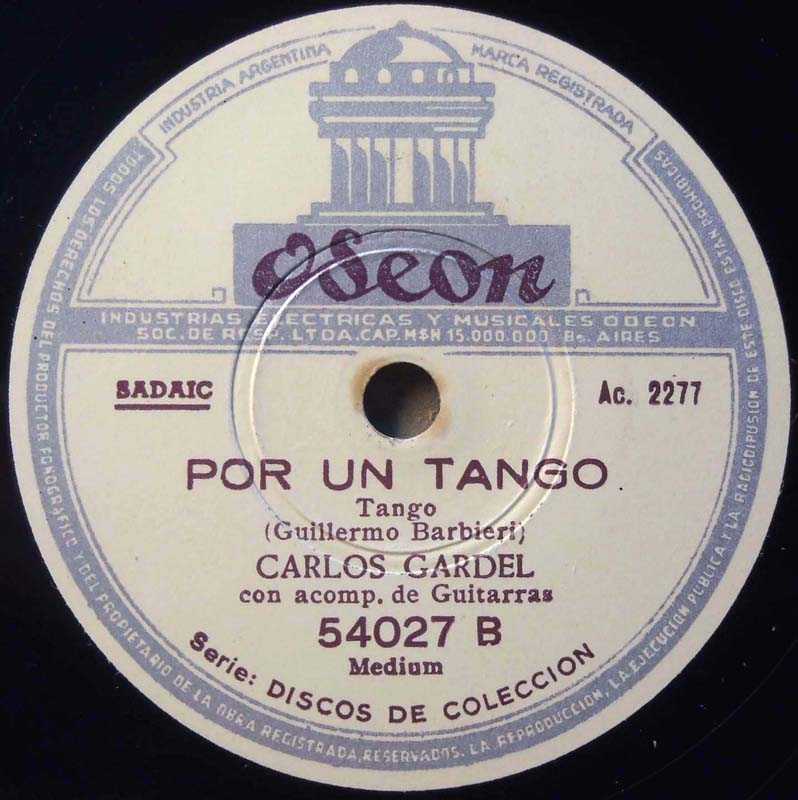 INDUSTRIA ARGENTINA
MARCA REGISTRADA
Odeon
INDUSTRIAS ELECTRICAS Y MUSICALES ODEON
SOC. DE RESP. LTDA. CAP. M$N 15.000.000 Bs. AIRES
SADAIC
Ac. 2277
POR UN TANGO
Tango
(Guillermo Barbieri)
CARLOS GARDEL
con acomp. de Guitarras
54027 B
Medium
Serie: DISCOS DE COLECCION
TODOS LOS DERECHOS DEL PRODUCTOR FONOGRÁFICO Y DEL PROPIETARIO DE LA OBRA REGISTRADA, RESERVADOS. LA REPRODUCCION, LA EJECUCION PUBLICA Y LA RADIODIFUSION DE ESTE DISCO ESTAN PROHIBIDAS